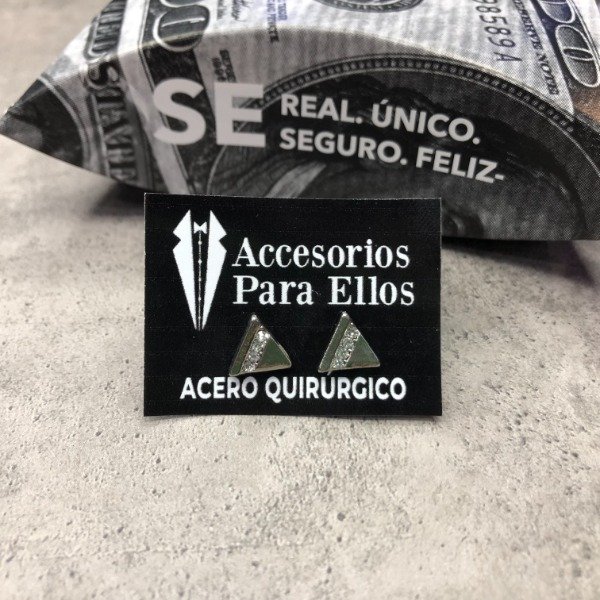 SE REAL. ÚNICO.
SEGURO. FELIZ-
Accesorios
Para Ellos
ACERO QUIRURGICO